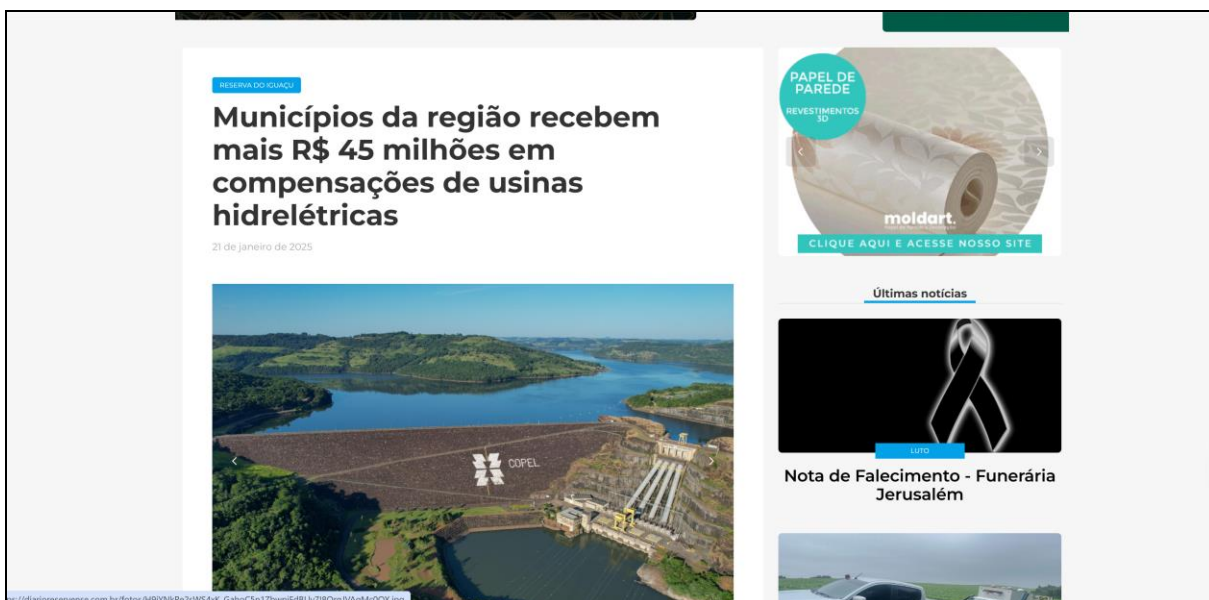 RESERVA DO IGUAÇU
Municípios da região recebem
mais R$ 45 milhões em
compensações de usinas
hidrelétricas
21 de janeiro de 2025
COPEL
PAPEL DE
PAREDE
REVESTIMENTOS
3D
moldart.
CLIQUE AQUI E ACESSE NOSSO SITE
Últimas notícias
LUTO
Nota de Falecimento - Funerária
Jerusalém